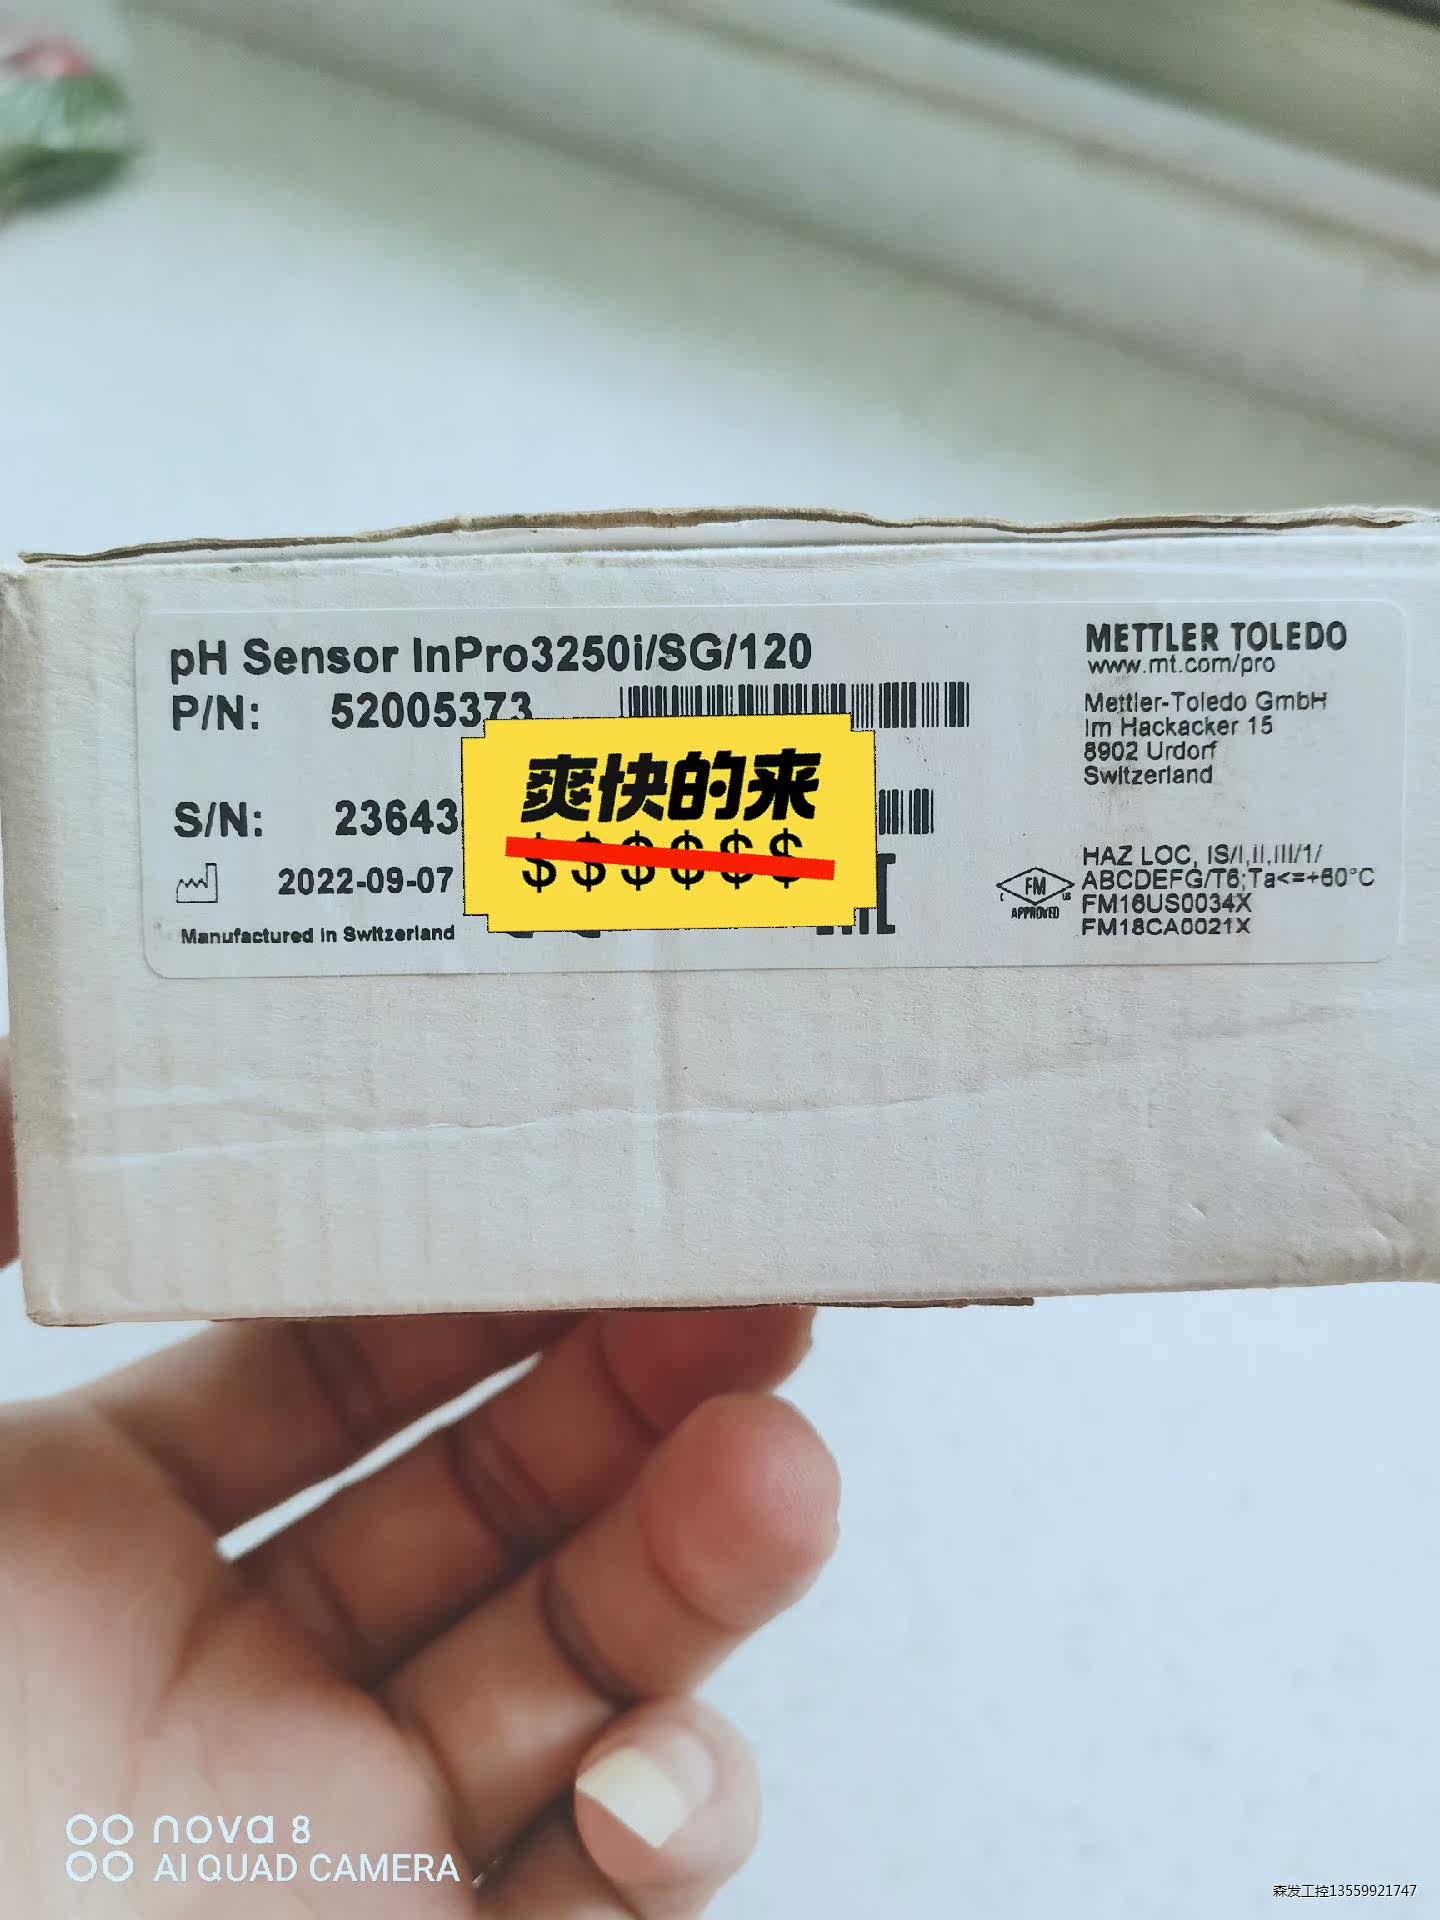 pH Sensor InPro3250i/SG/120
P/N: 52005373
S/N: 23643
2022-09-07
Manufactured in Switzerland
爽快的来
$$$$$$
METTLER TOLEDO
www.mt.com/pro
Mettler-Toledo GmbH
Im Hackacker 15
8902 Urdorf
Switzerland
FM
C US
APPROVED
HAZ LOC, IS/I,II,III/1/
ABCDEFG/T6;Ta<=+60°C
FM16US0034X
FM18CA0021X
nova 8
AI QUAD CAMERA
森发工控13559921747